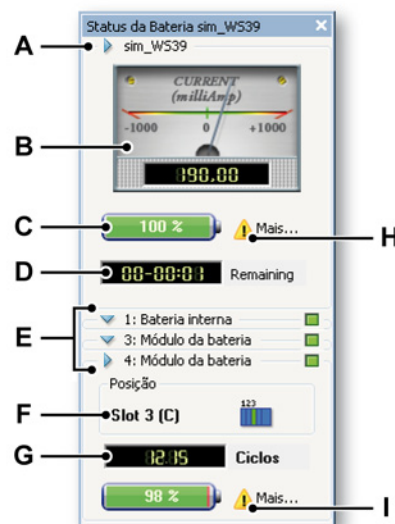 Status da Bateria sim_WS39
A
sim_WS39
CURRENT
(milliAmp)
-1000 0 +1000
B
190.00
C
100 %
Mais...
H
D
00-00:01
Remaining
E
1: Bateria interna
3: Módulo da bateria
4: Módulo da bateria
Posição
F
Slot 3 (C)
123
G
12.15
Ciclos
98 %
Mais...
I